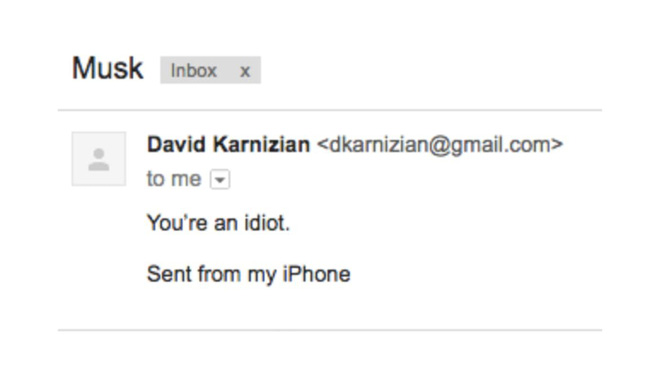 Musk Inbox x
David Karnizian <dkarnizian@gmail.com>
to me
You're an idiot.
Sent from my iPhone